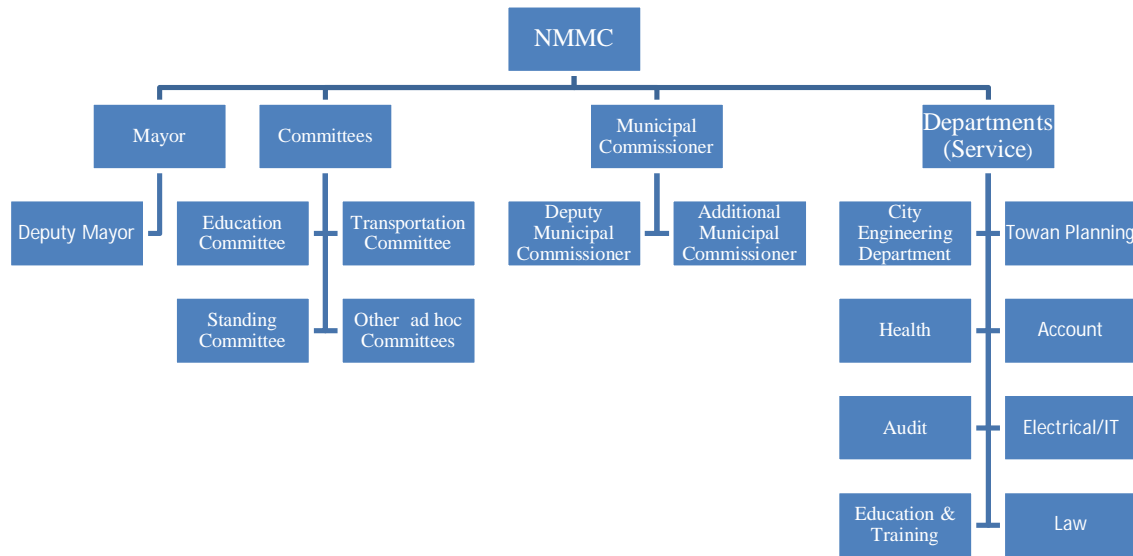 NMMC
Mayor
Committees
Municipal
Commissioner
Departments
(Service)
Deputy Mayor
Education
Committee
Transportation
Committee
Deputy
Municipal
Commissioner
Additional
Municipal
Commissioner
City
Engineering
Department
Towan Planning
Standing
Committee
Other ad hoc
Committees
Health
Account
Audit
Electrical/IT
Education &
Training
Law